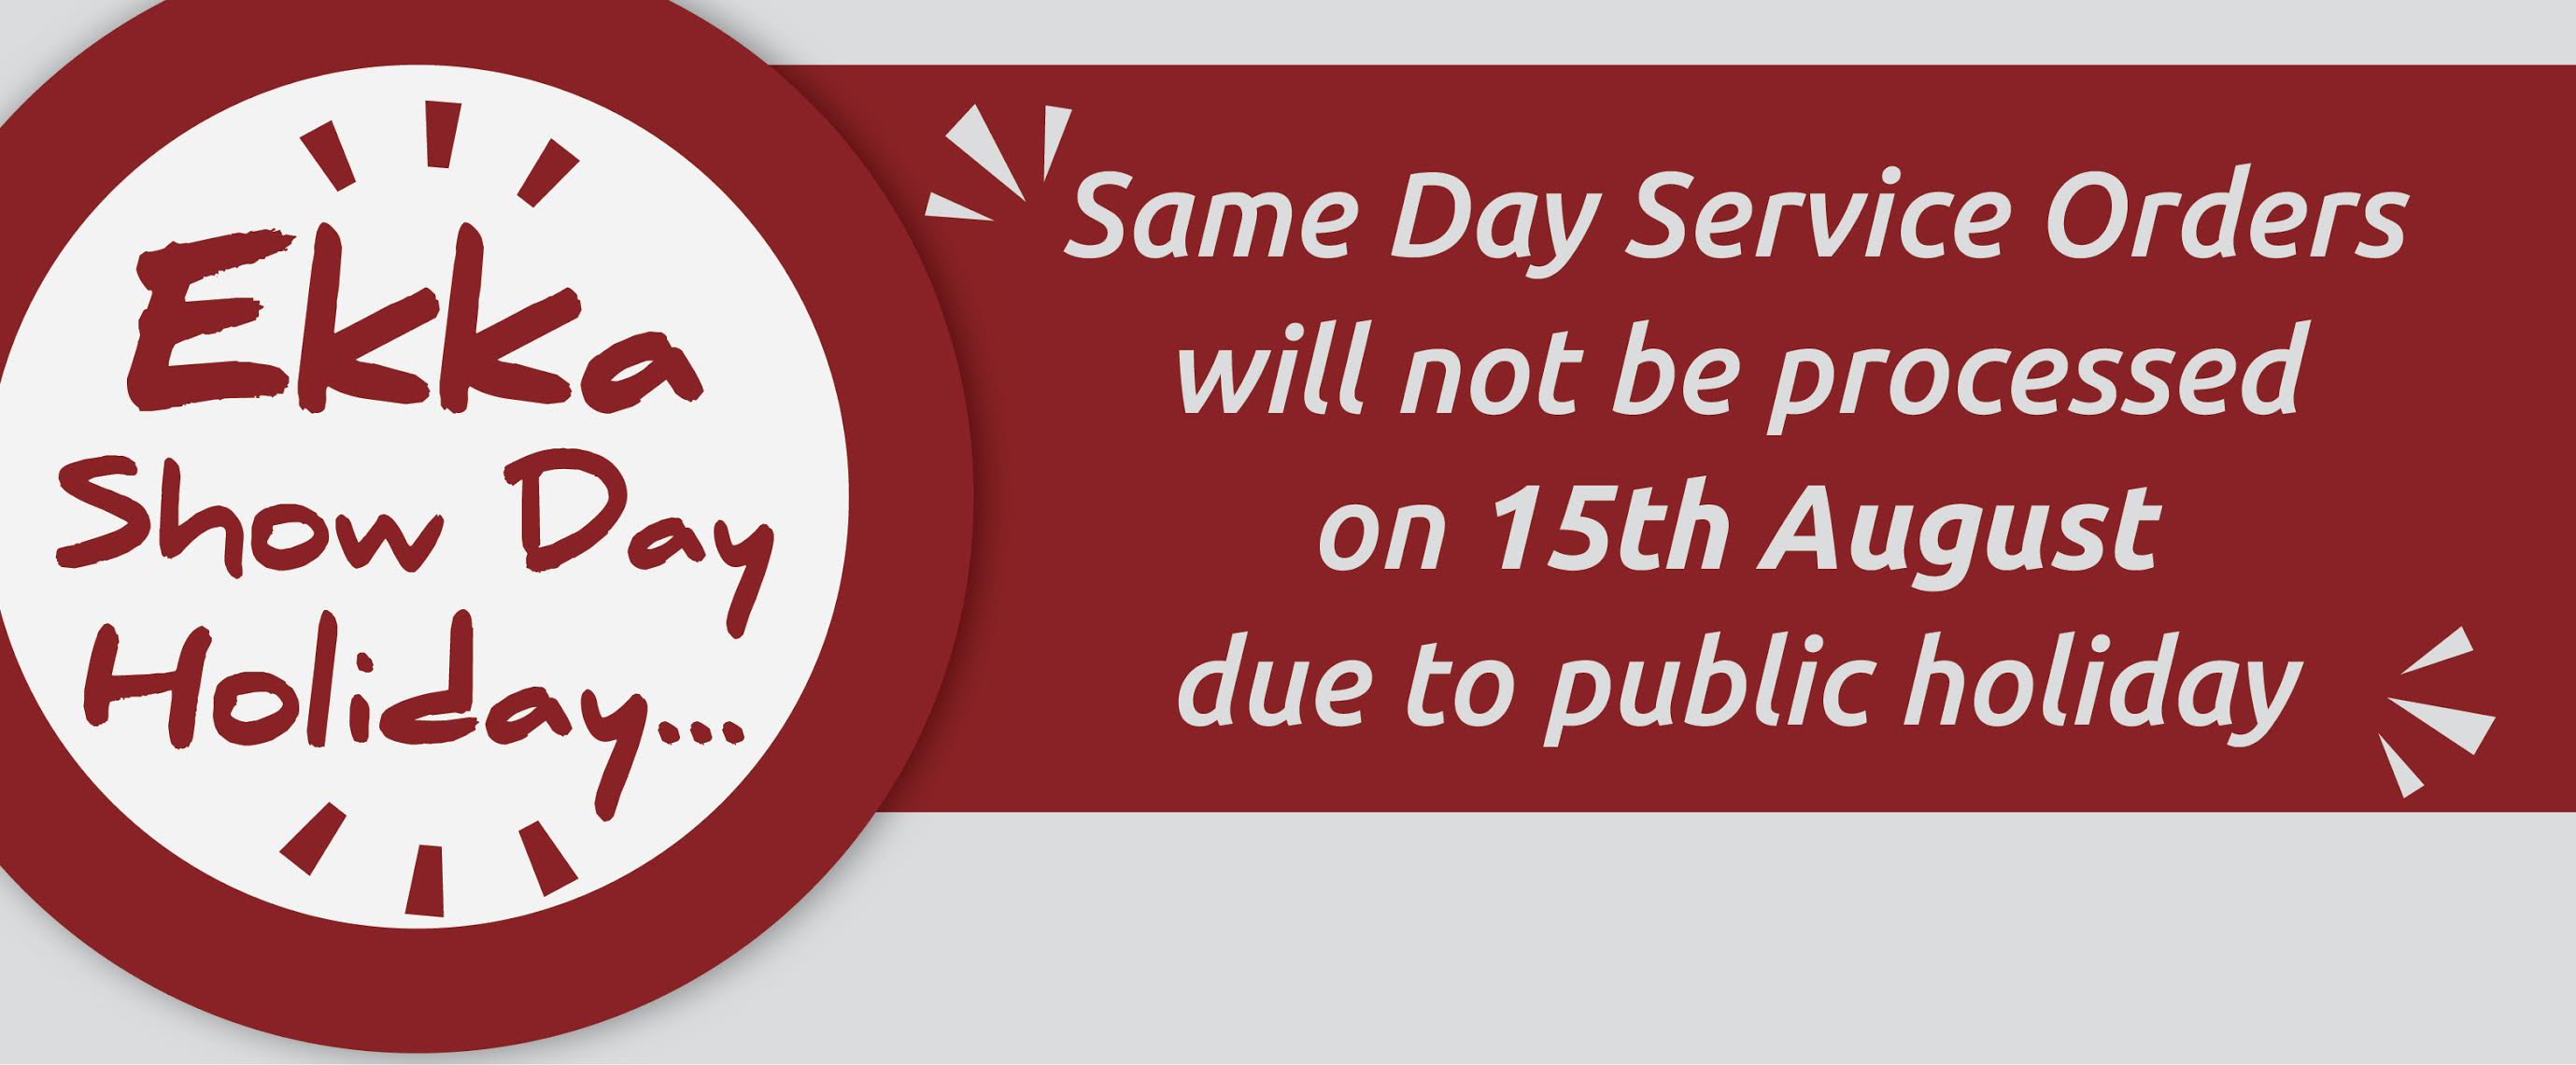 Ekka
Show Day
Holiday...
Same Day Service Orders
will not be processed
on 15th August
due to public holiday